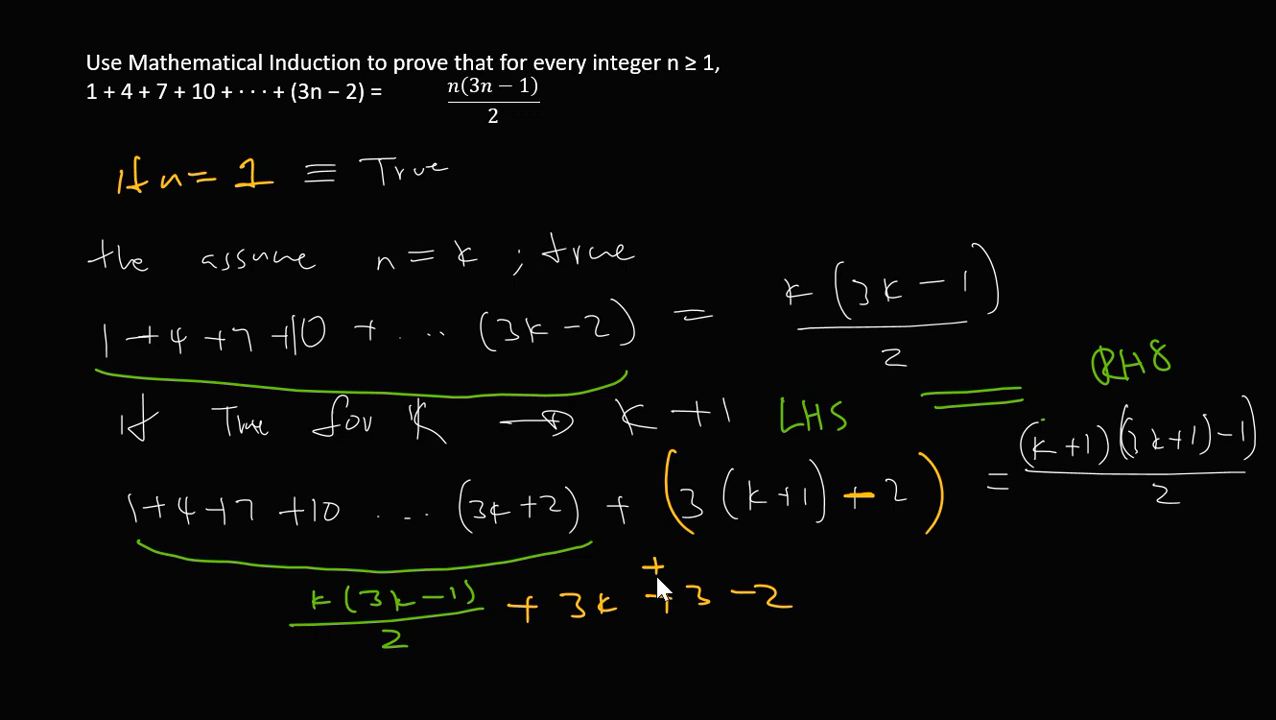 Use Mathematical Induction to prove that for every integer n ≥ 1,
1 + 4 + 7 + 10 + · · · + (3n − 2) = n(3n − 1)/2
If n = 1 ≡ True
the assume n = k ; true
1 + 4 + 7 + 10 + ... (3k − 2) = k(3k − 1)/2
RHS
If True for K → K + 1 LHS
1 + 4 + 7 + 10 ... (3k + 2) + (3(k + 1) − 2) = (k + 1)(3k + 1) − 1)/2
k(3k − 1)/2 + 3k + 3 − 2
+